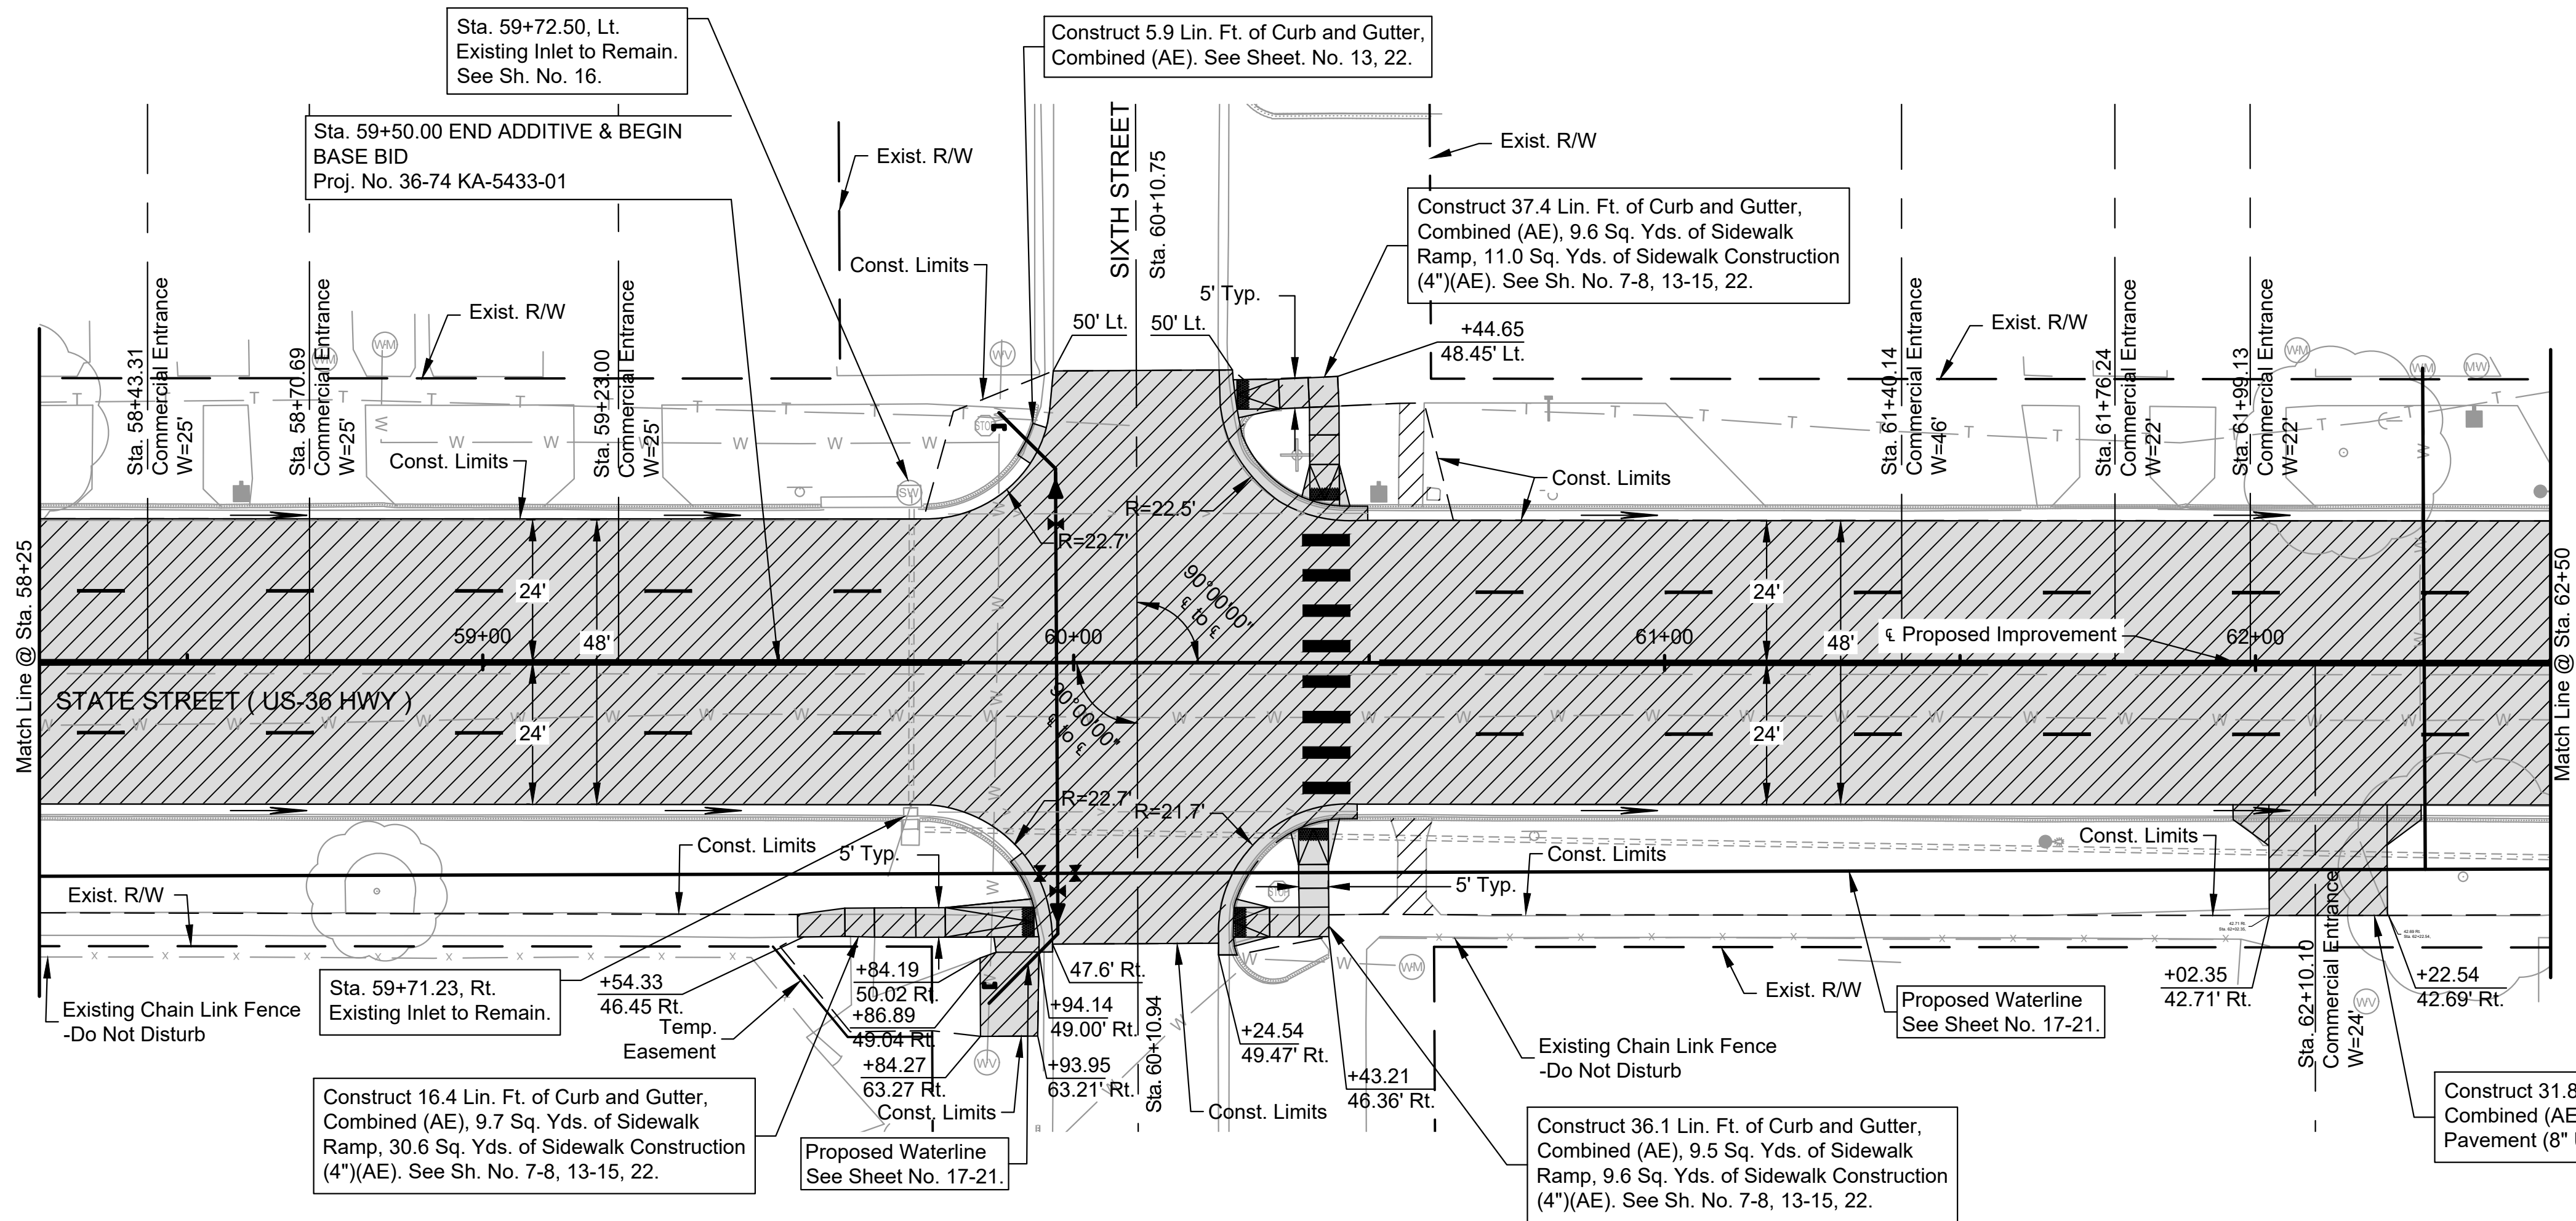 Sta. 59+72.50, Lt.
Existing Inlet to Remain.
See Sh. No. 16.
Construct 5.9 Lin. Ft. of Curb and Gutter,
Combined (AE). See Sheet. No. 13, 22.
Sta. 59+50.00 END ADDITIVE & BEGIN
BASE BID
Proj. No. 36-74 KA-5433-01
Exist. R/W
Exist. R/W
SIXTH STREET
Sta. 60+10.75
Construct 37.4 Lin. Ft. of Curb and Gutter,
Combined (AE), 9.6 Sq. Yds. of Sidewalk
Ramp, 11.0 Sq. Yds. of Sidewalk Construction
(4")(AE). See Sh. No. 7-8, 13-15, 22.
Const. Limits
5' Typ.
Exist. R/W
50' Lt.
50' Lt.
+44.65
48.45' Lt.
Exist. R/W
Sta. 58+43.31
Commercial Entrance
W=25'
Sta. 58+70.69
Commercial Entrance
W=25'
Sta. 59+23.00
Commercial Entrance
W=25'
Sta. 61+40.14
Commercial Entrance
W=46'
Sta. 61+76.24
Commercial Entrance
W=22'
Sta. 61+99.13
Commercial Entrance
W=22'
WM
WM
WV
WM
WM
MW
T T T T T T T
T T T T T T T
STOP
W W W W W
Const. Limits
Const. Limits
SW
R=22.5'
R=22.7'
Match Line @ Sta. 58+25
Match Line @ Sta. 62+50
24'
48'
24'
48'
90°00'00"
℄ to ℄
59+00
60+00
61+00
62+00
℄ Proposed Improvement
STATE STREET ( US-36 HWY )
90°00'00"
℄ to ℄
24'
24'
R=22.7'
R=21.7'
Const. Limits
5' Typ.
Const. Limits
Const. Limits
Exist. R/W
STOP
5' Typ.
Sta. 59+71.23, Rt.
Existing Inlet to Remain.
+54.33
46.45 Rt.
+84.19
50.02 Rt.
+86.89
49.04 Rt.
+84.27
63.27 Rt.
47.6' Rt.
+94.14
49.00' Rt.
+93.95
63.21' Rt.
Sta. 60+10.94
+24.54
49.47' Rt.
+43.21
46.36' Rt.
WM
WV
Exist. R/W
Proposed Waterline
See Sheet No. 17-21.
+02.35
42.71' Rt.
+22.54
42.69' Rt.
WV
Sta. 62+10.10
Commercial Entrance
W=24'
Existing Chain Link Fence
-Do Not Disturb
Temp.
Easement
Existing Chain Link Fence
-Do Not Disturb
Const. Limits
Const. Limits
Construct 16.4 Lin. Ft. of Curb and Gutter,
Combined (AE), 9.7 Sq. Yds. of Sidewalk
Ramp, 30.6 Sq. Yds. of Sidewalk Construction
(4")(AE). See Sh. No. 7-8, 13-15, 22.
Proposed Waterline
See Sheet No. 17-21.
Construct 36.1 Lin. Ft. of Curb and Gutter,
Combined (AE), 9.5 Sq. Yds. of Sidewalk
Ramp, 9.6 Sq. Yds. of Sidewalk Construction
(4")(AE). See Sh. No. 7-8, 13-15, 22.
Construct 31.8
Combined (AE
Pavement (8"